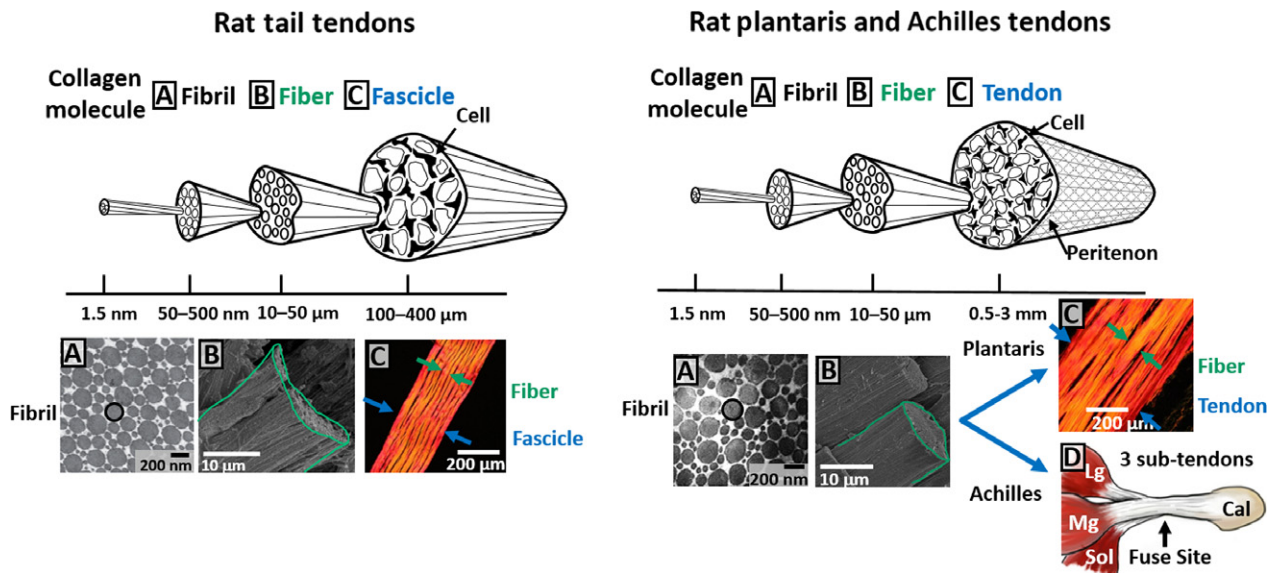 Rat tail tendons
Collagen molecule
A Fibril B Fiber C Fascicle
Cell
1.5 nm 50–500 nm 10–50 μm 100–400 μm
Fibril
A
200 nm
B
10 μm
C
200 μm
Fiber
Fascicle
Rat plantaris and Achilles tendons
Collagen molecule
A Fibril B Fiber C Tendon
Cell
Peritenon
1.5 nm 50–500 nm 10–50 μm 0.5-3 mm
Fibril
A
200 nm
B
10 μm
Plantaris
C
200 μm
Fiber
Tendon
Achilles
D 3 sub-tendons
Lg
Mg
Sol
Cal
Fuse Site